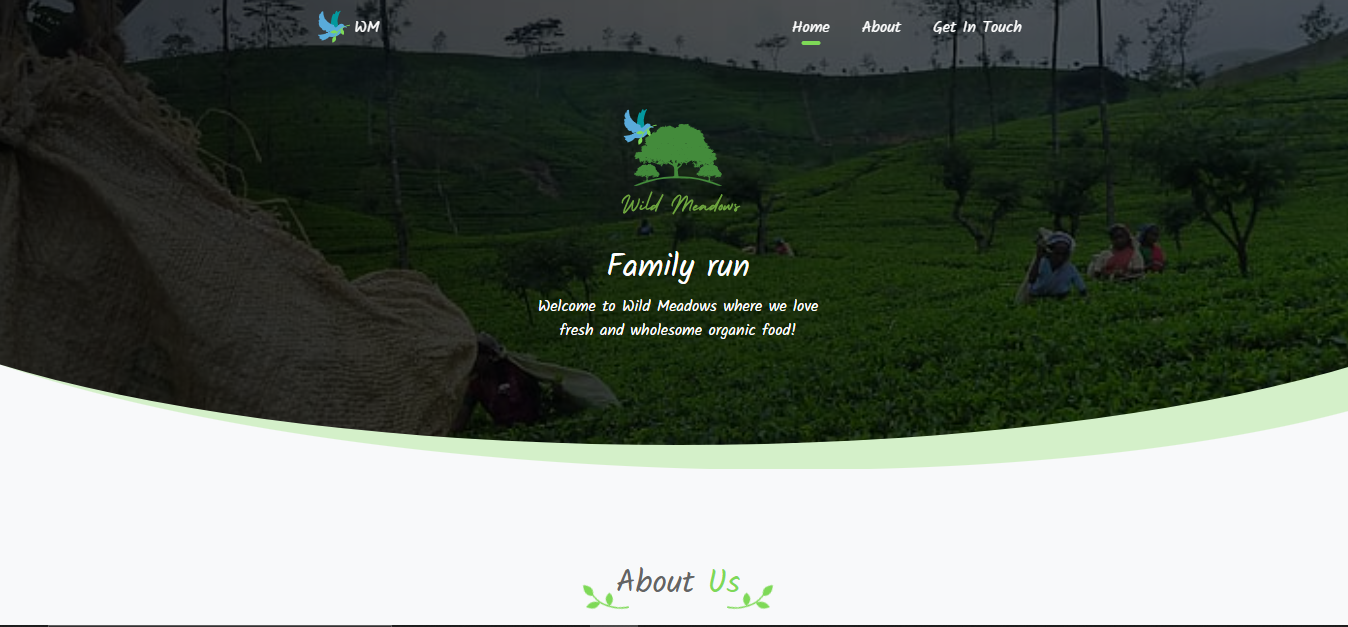 WM
Home About Get In Touch
Wild Meadows
Family run
Welcome to Wild Meadows where we love
fresh and wholesome organic food!
About Us